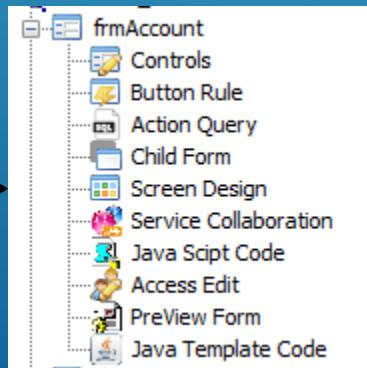 frmAccount
Controls
Button Rule
Action Query
Child Form
Screen Design
Service Collaboration
Java Scipt Code
Access Edit
PreView Form
Java Template Code